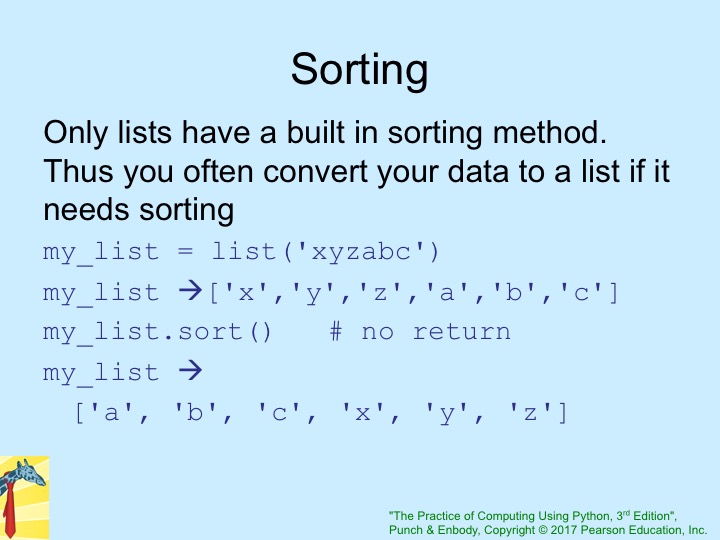 Sorting
Only lists have a built in sorting method.
Thus you often convert your data to a list if it
needs sorting
my_list = list('xyzabc')
my_list →['x','y','z','a','b','c']
my_list.sort()   # no return
my_list →
['a', 'b', 'c', 'x', 'y', 'z']
"The Practice of Computing Using Python, 3rd Edition",
Punch & Enbody, Copyright © 2017 Pearson Education, Inc.